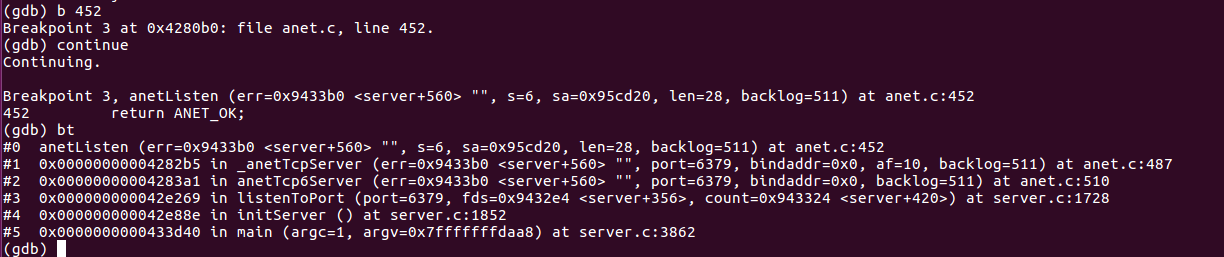 (gdb) b 452
Breakpoint 3 at 0x4280b0: file anet.c, line 452.
(gdb) continue
Continuing.
Breakpoint 3, anetListen (err=0x9433b0 <server+560> "", s=6, sa=0x95cd20, len=28, backlog=511) at anet.c:452
452         return ANET_OK;
(gdb) bt
#0  anetListen (err=0x9433b0 <server+560> "", s=6, sa=0x95cd20, len=28, backlog=511) at anet.c:452
#1  0x00000000004282b5 in _anetTcpServer (err=0x9433b0 <server+560> "", port=6379, bindaddr=0x0, af=10, backlog=511) at anet.c:487
#2  0x00000000004283a1 in anetTcp6Server (err=0x9433b0 <server+560> "", port=6379, bindaddr=0x0, backlog=511) at anet.c:510
#3  0x000000000042e269 in listenToPort (port=6379, fds=0x9432e4 <server+356>, count=0x943324 <server+420>) at server.c:1728
#4  0x000000000042e88e in initServer () at server.c:1852
#5  0x0000000000433d40 in main (argc=1, argv=0x7fffffffdaa8) at server.c:3862
(gdb)